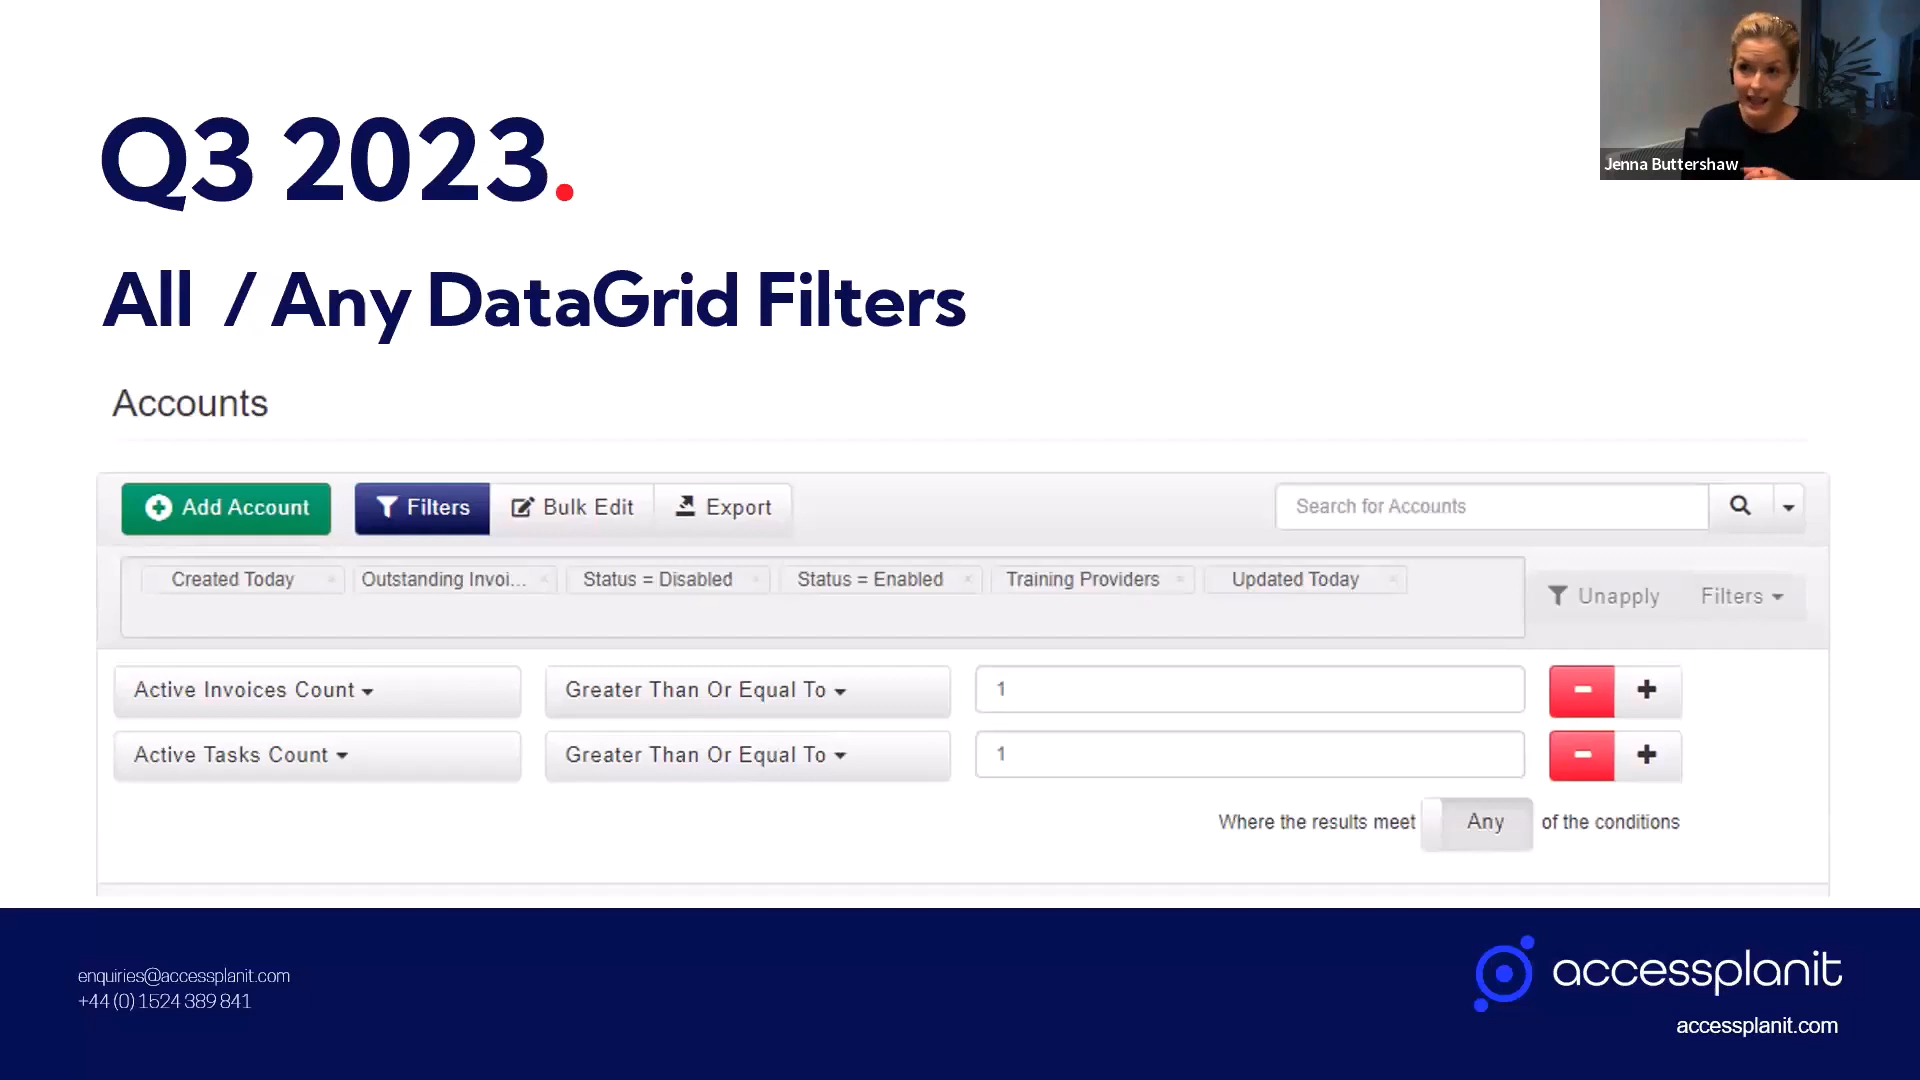 Q3 2023.
Jenna Buttershaw
All / Any DataGrid Filters
Accounts
Add Account Filters Bulk Edit Export Search for Accounts
Created Today Outstanding Invoi... Status = Disabled Status = Enabled Training Providers Updated Today
Unapply Filters
Active Invoices Count Greater Than Or Equal To 1
Active Tasks Count Greater Than Or Equal To 1
Where the results meet Any of the conditions
enquiries@accessplanit.com
+44 (0) 1524 389 841
accessplanit
accessplanit.com